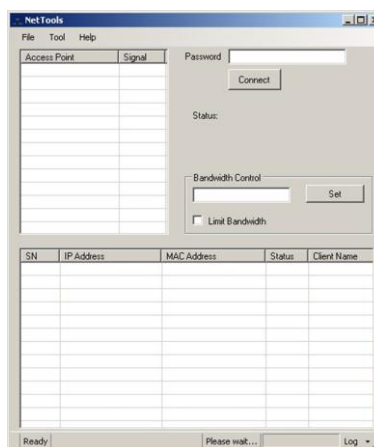 NetTools
File Tool Help
Access Point Signal
Password
Connect
Status:
Bandwidth Control
Set
Limit Bandwidth
SN IP Address MAC Address Status Client Name
Ready Please wait... Log